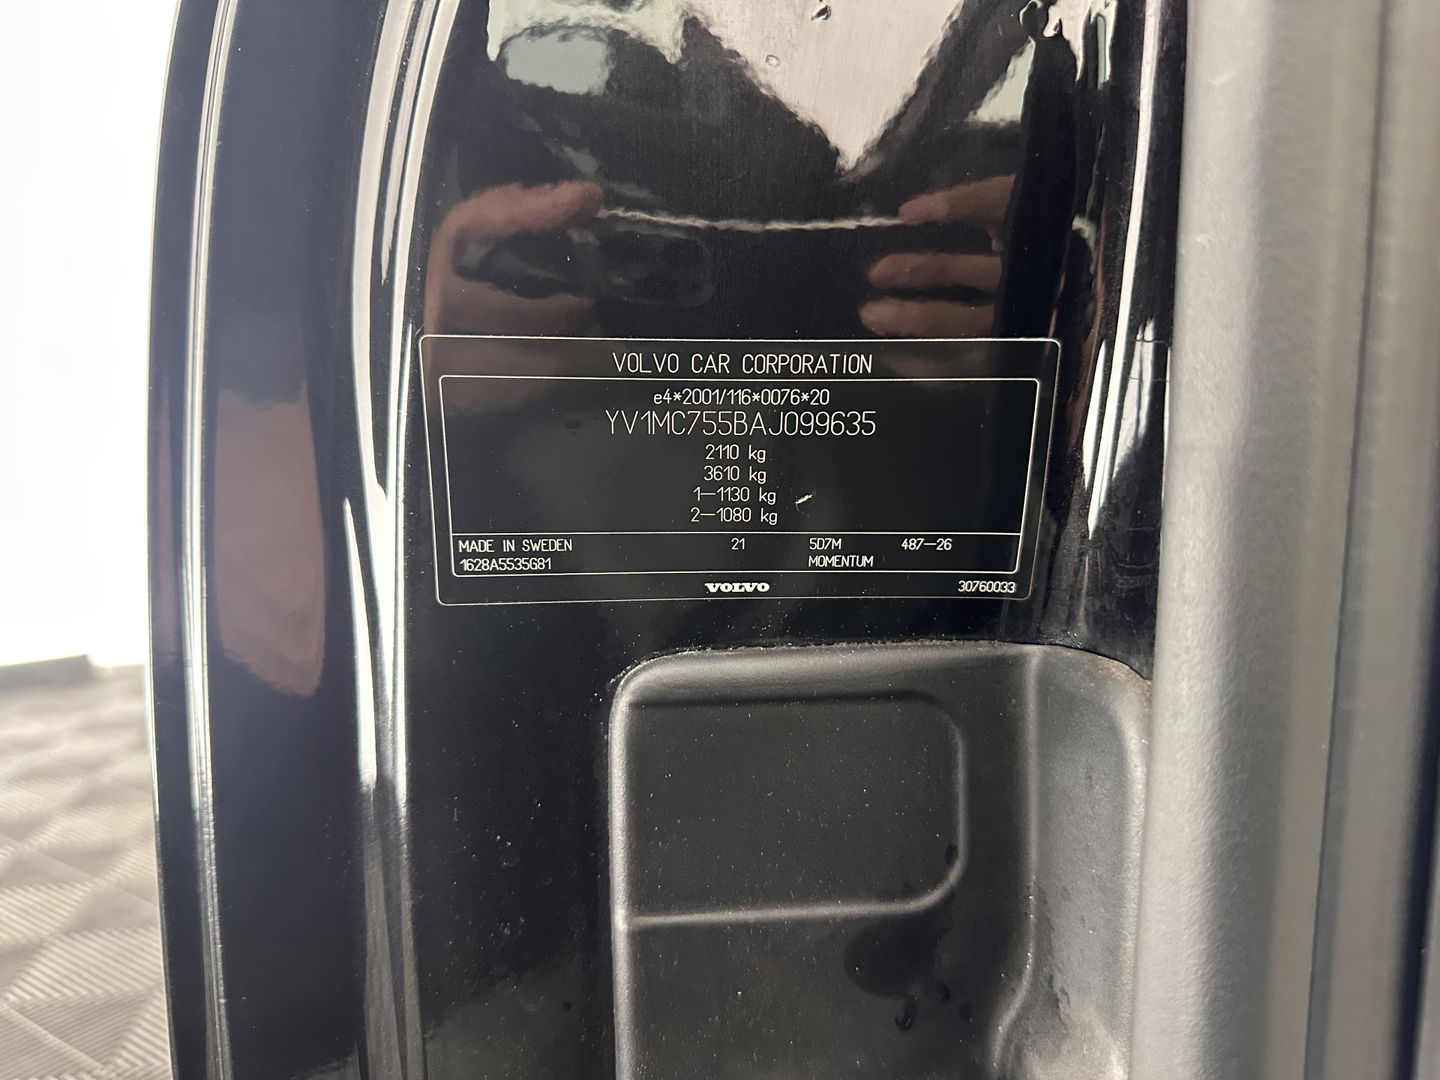 VOLVO CAR CORPORATION
e4*2001/116*0076*20
YV1MC755BAJ099635
2110 kg
3610 kg
1–1130 kg
2–1080 kg
MADE IN SWEDEN 21 5D7M 487–26
1628A5535G81 MOMENTUM
VOLVO 30760033